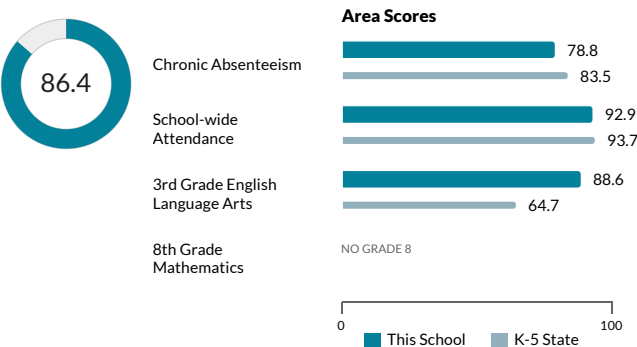 Area Scores
86.4
Chronic Absenteeism
78.8
83.5
School-wide
Attendance
92.9
93.7
3rd Grade English
Language Arts
88.6
64.7
8th Grade
Mathematics
NO GRADE 8
0
100
This School
K-5 State